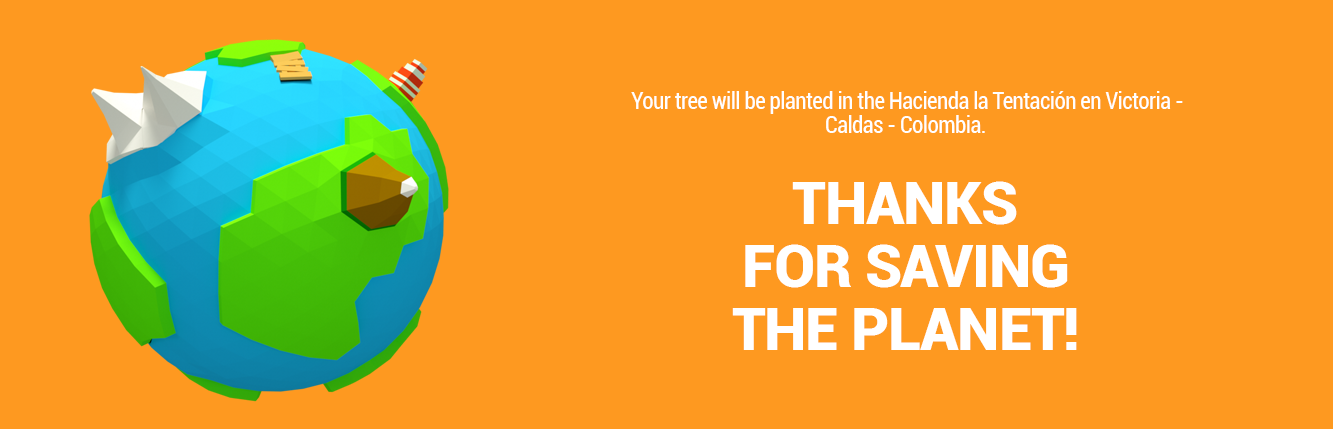 Your tree will be planted in the Hacienda la Tentación en Victoria -
Caldas - Colombia.
THANKS
FOR SAVING
THE PLANET!